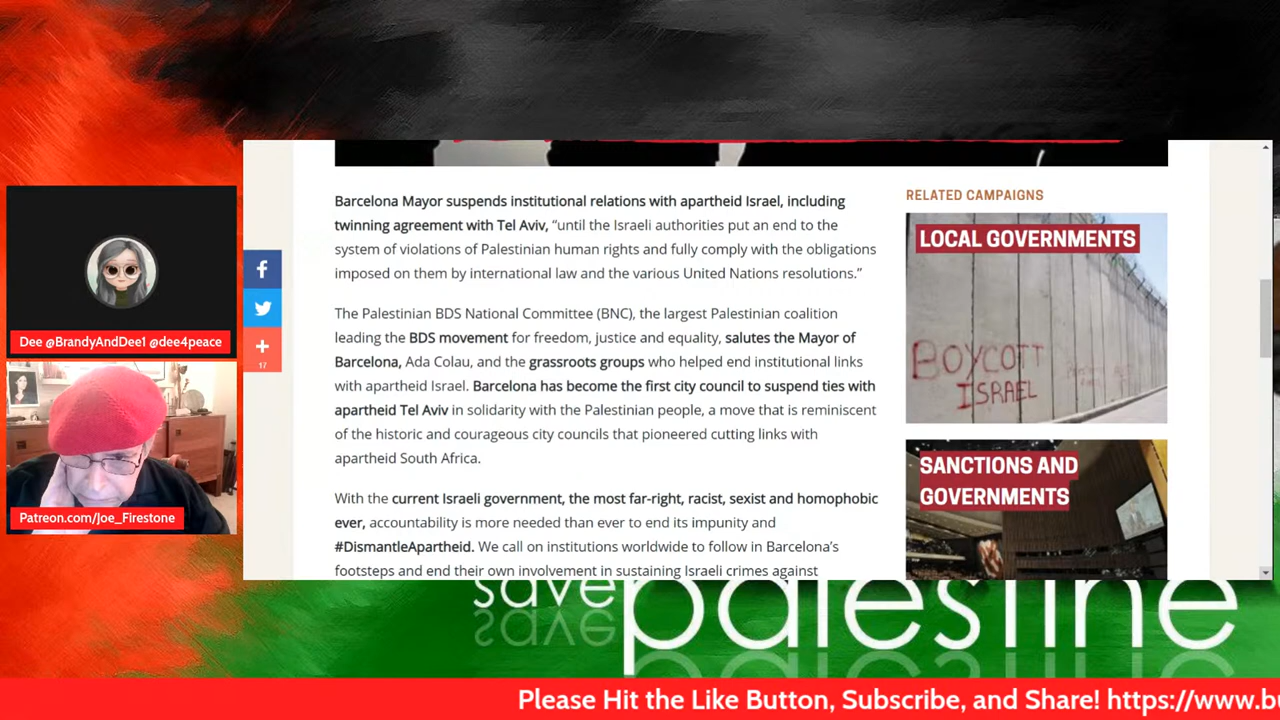 Barcelona Mayor suspends institutional relations with apartheid Israel, including
twinning agreement with Tel Aviv, “until the Israeli authorities put an end to the
system of violations of Palestinian human rights and fully comply with the obligations
imposed on them by international law and the various United Nations resolutions.”
The Palestinian BDS National Committee (BNC), the largest Palestinian coalition
leading the BDS movement for freedom, justice and equality, salutes the Mayor of
Barcelona, Ada Colau, and the grassroots groups who helped end institutional links
with apartheid Israel. Barcelona has become the first city council to suspend ties with
apartheid Tel Aviv in solidarity with the Palestinian people, a move that is reminiscent
of the historic and courageous city councils that pioneered cutting links with
apartheid South Africa.
With the current Israeli government, the most far-right, racist, sexist and homophobic
ever, accountability is more needed than ever to end its impunity and
#DismantleApartheid. We call on institutions worldwide to follow in Barcelona’s
footsteps and end their own involvement in sustaining Israeli crimes against
RELATED CAMPAIGNS
LOCAL GOVERNMENTS
BOYCOTT
ISRAEL
SANCTIONS AND
GOVERNMENTS
17
Dee @BrandyAndDee1 @dee4peace
Patreon.com/Joe_Firestone
save palestine
Please Hit the Like Button, Subscribe, and Share! https://www.b